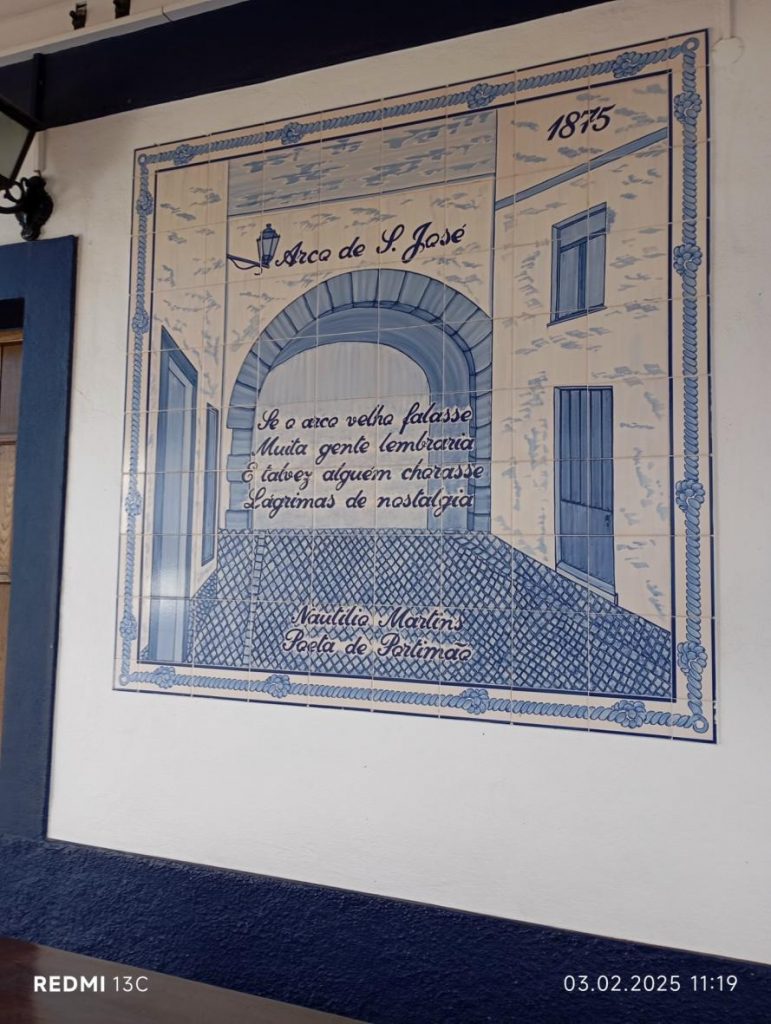 1875
Arco de S. José
Se o arco velho falasse
Muita gente lembraria
E talvez alguém chorasse
Lágrimas de nostalgia
Nautílio Martins
Poeta de Portimão
REDMI 13C
03.02.2025 11:19